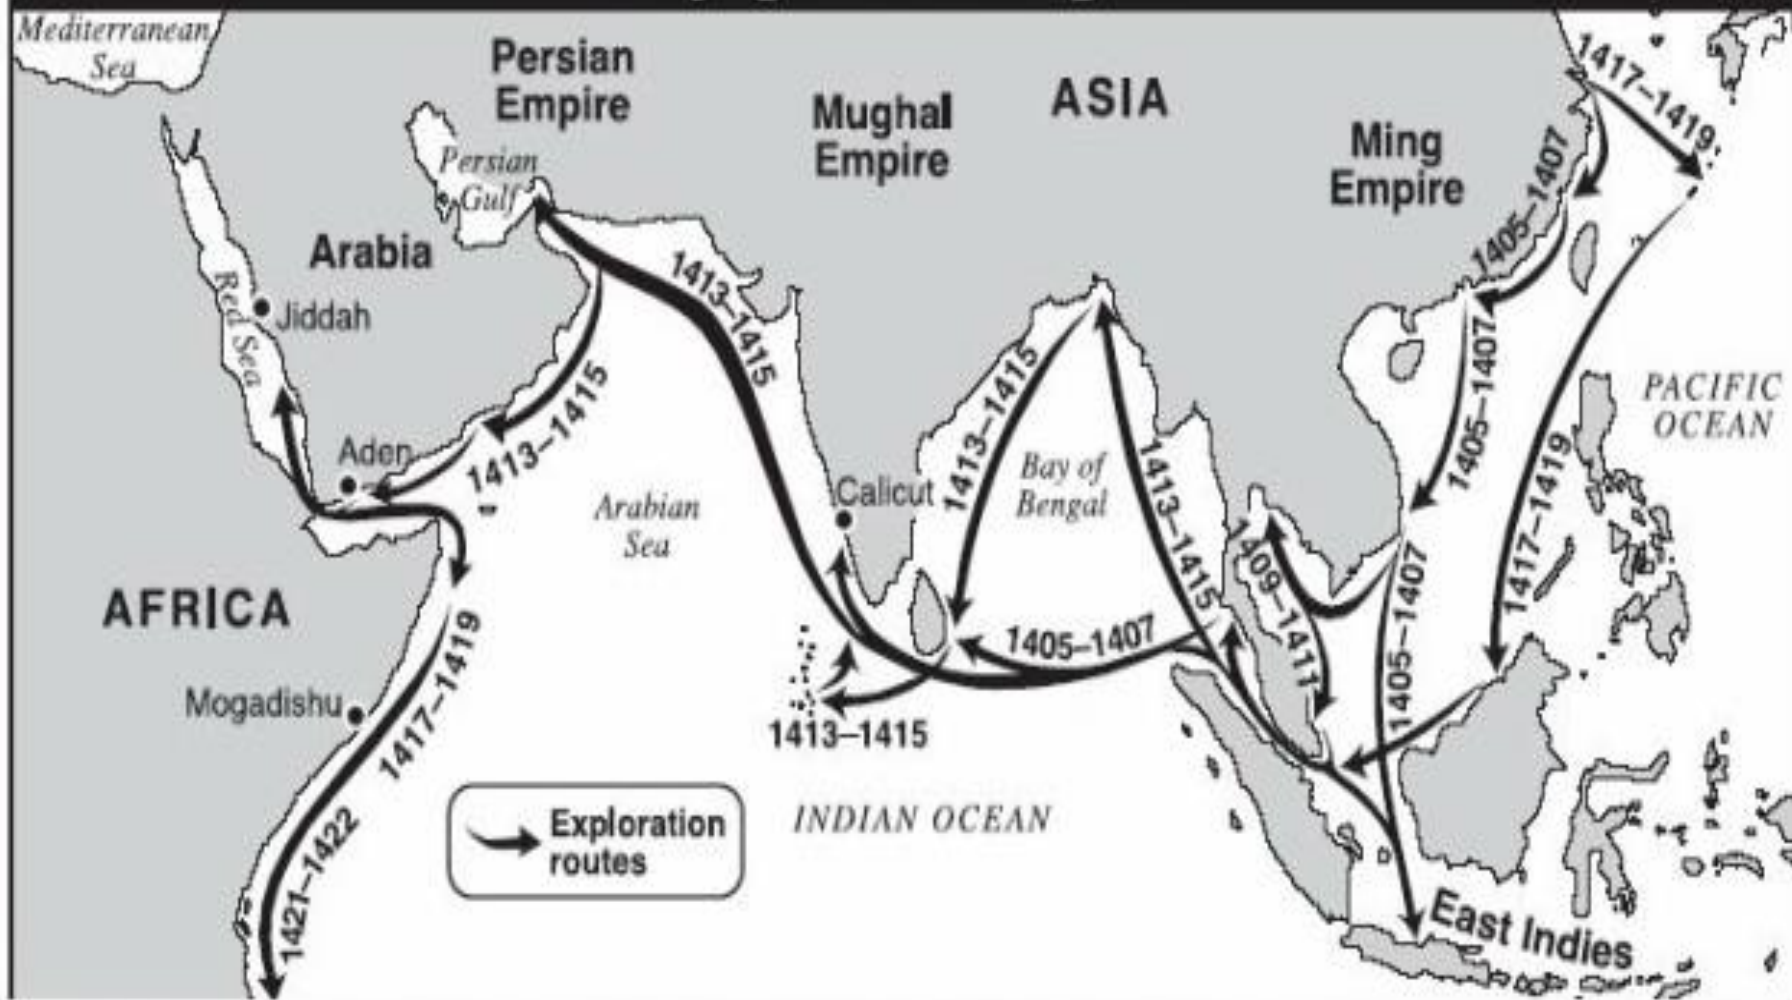 Mediterranean
Sea
Persian
Empire
Persian
Gulf
Mughal
Empire
ASIA
Ming
Empire
1417–1419
1405–1407
Arabia
Red Sea
Jiddah
1413–1415
1413–1415
Aden
Arabian
Sea
Calicut
1413–1415
Bay of
Bengal
1413–1415
1409–1411
1405–1407
1405–1407
1417–1419
PACIFIC
OCEAN
AFRICA
Mogadishu
1417–1419
1421–1422
1405–1407
1413–1415
INDIAN OCEAN
Exploration
routes
East Indies